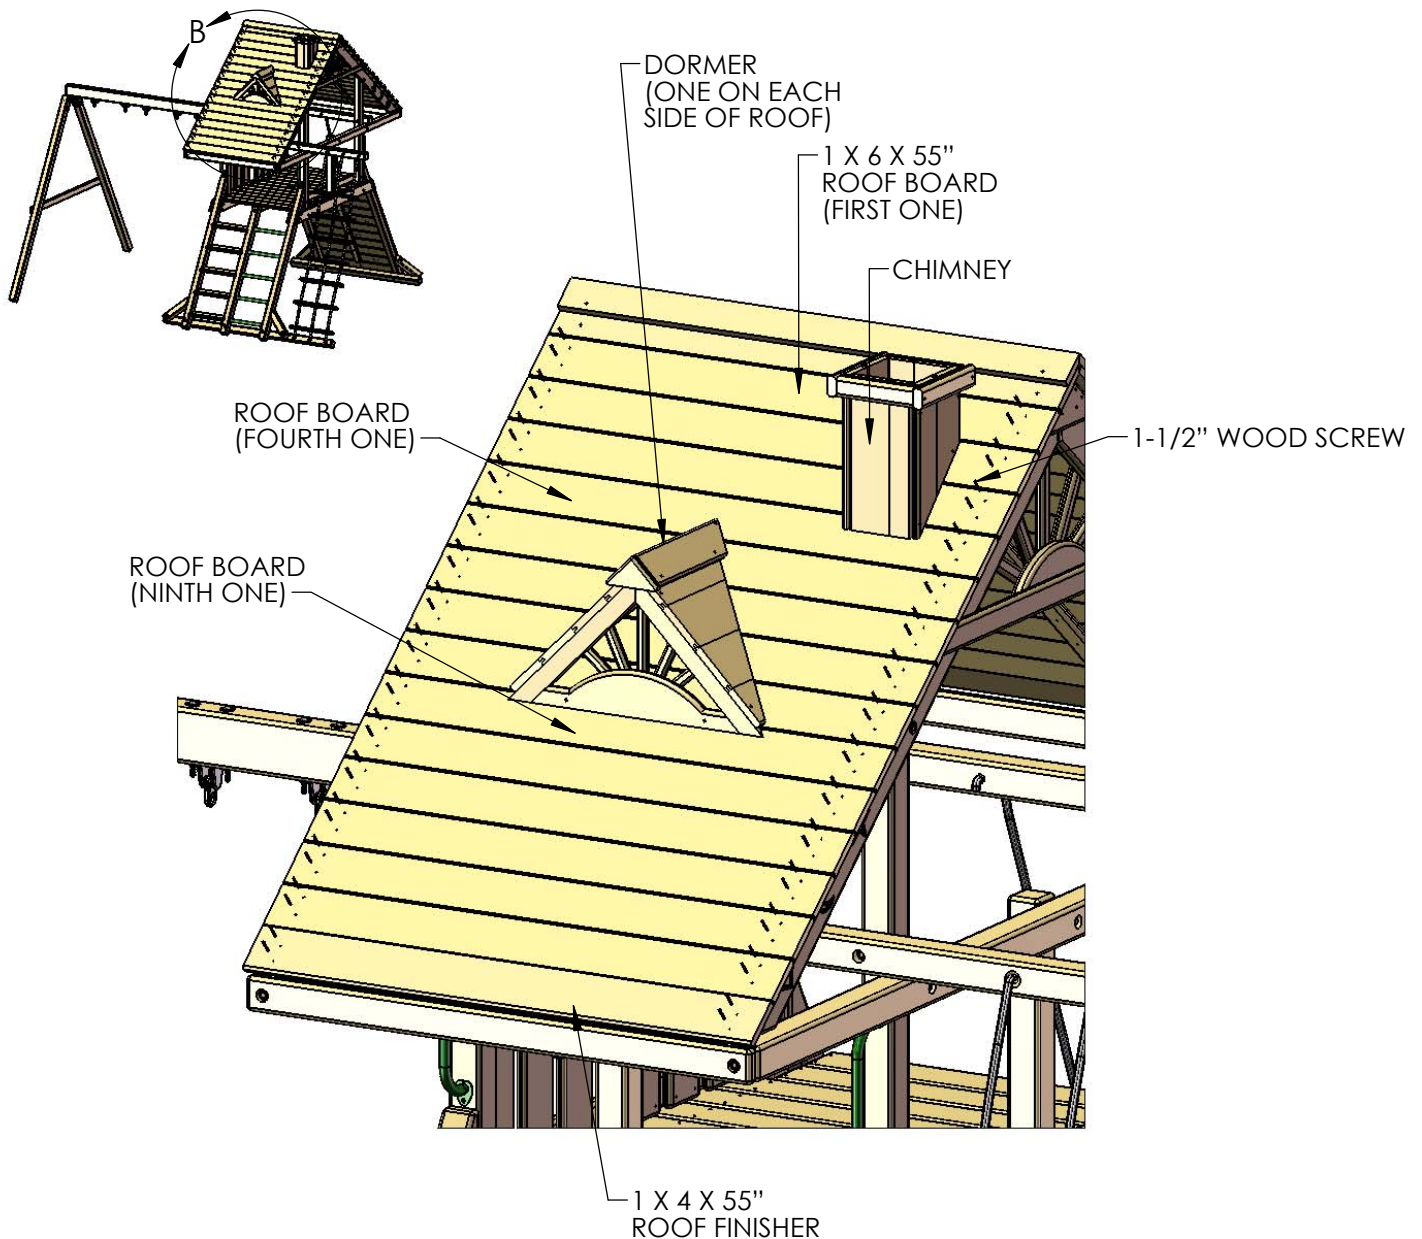 B
DORMER
(ONE ON EACH
SIDE OF ROOF)
1 X 6 X 55”
ROOF BOARD
(FIRST ONE)
CHIMNEY
ROOF BOARD
(FOURTH ONE)
1-1/2” WOOD SCREW
ROOF BOARD
(NINTH ONE)
1 X 4 X 55”
ROOF FINISHER